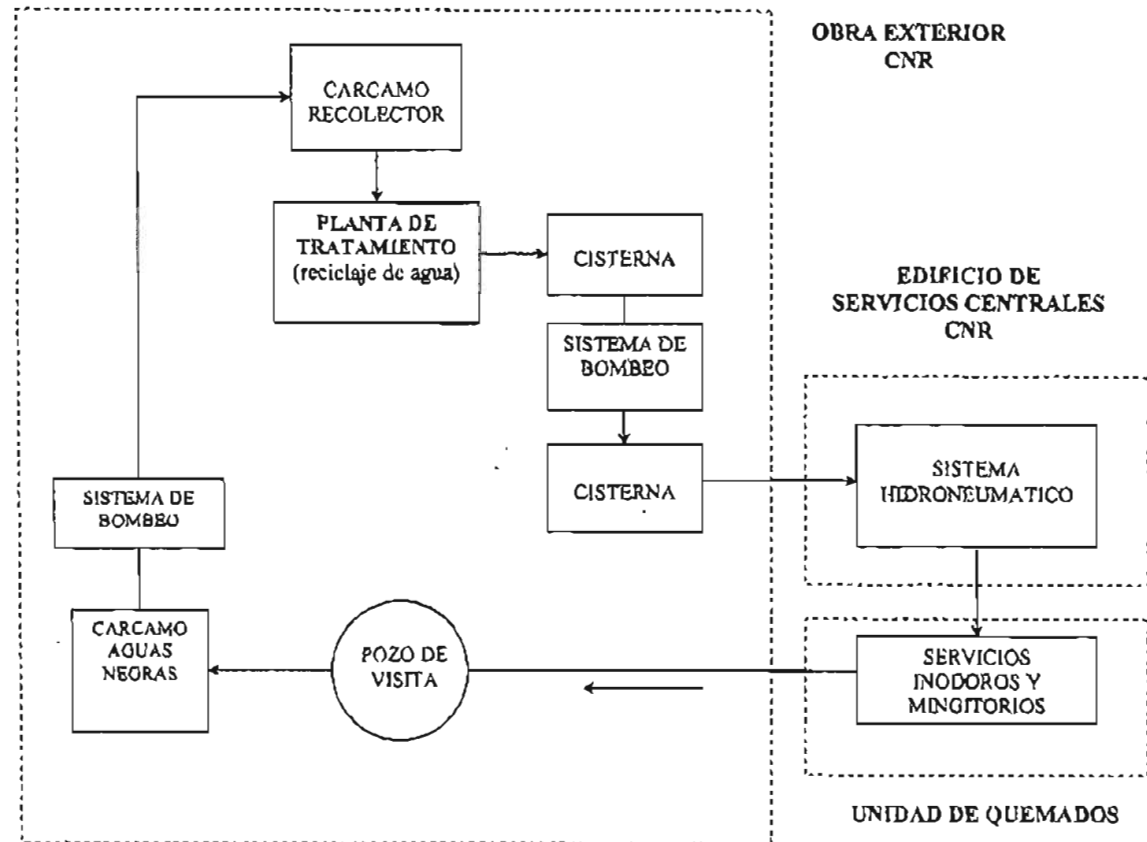 OBRA EXTERIOR
CNR
CARCAMO
RECOLECTOR
PLANTA DE
TRATAMIENTO
(reciclaje de agua)
CISTERNA
SISTEMA DE
BOMBEO
CISTERNA
EDIFICIO DE
SERVICIOS CENTRALES
CNR
SISTEMA
HIDRONEUMATICO
SISTEMA DE
BOMBEO
CARCAMO
AGUAS
NEGRAS
POZO DE
VISITA
SERVICIOS
INODOROS Y
MINGITORIOS
UNIDAD DE QUEMADOS